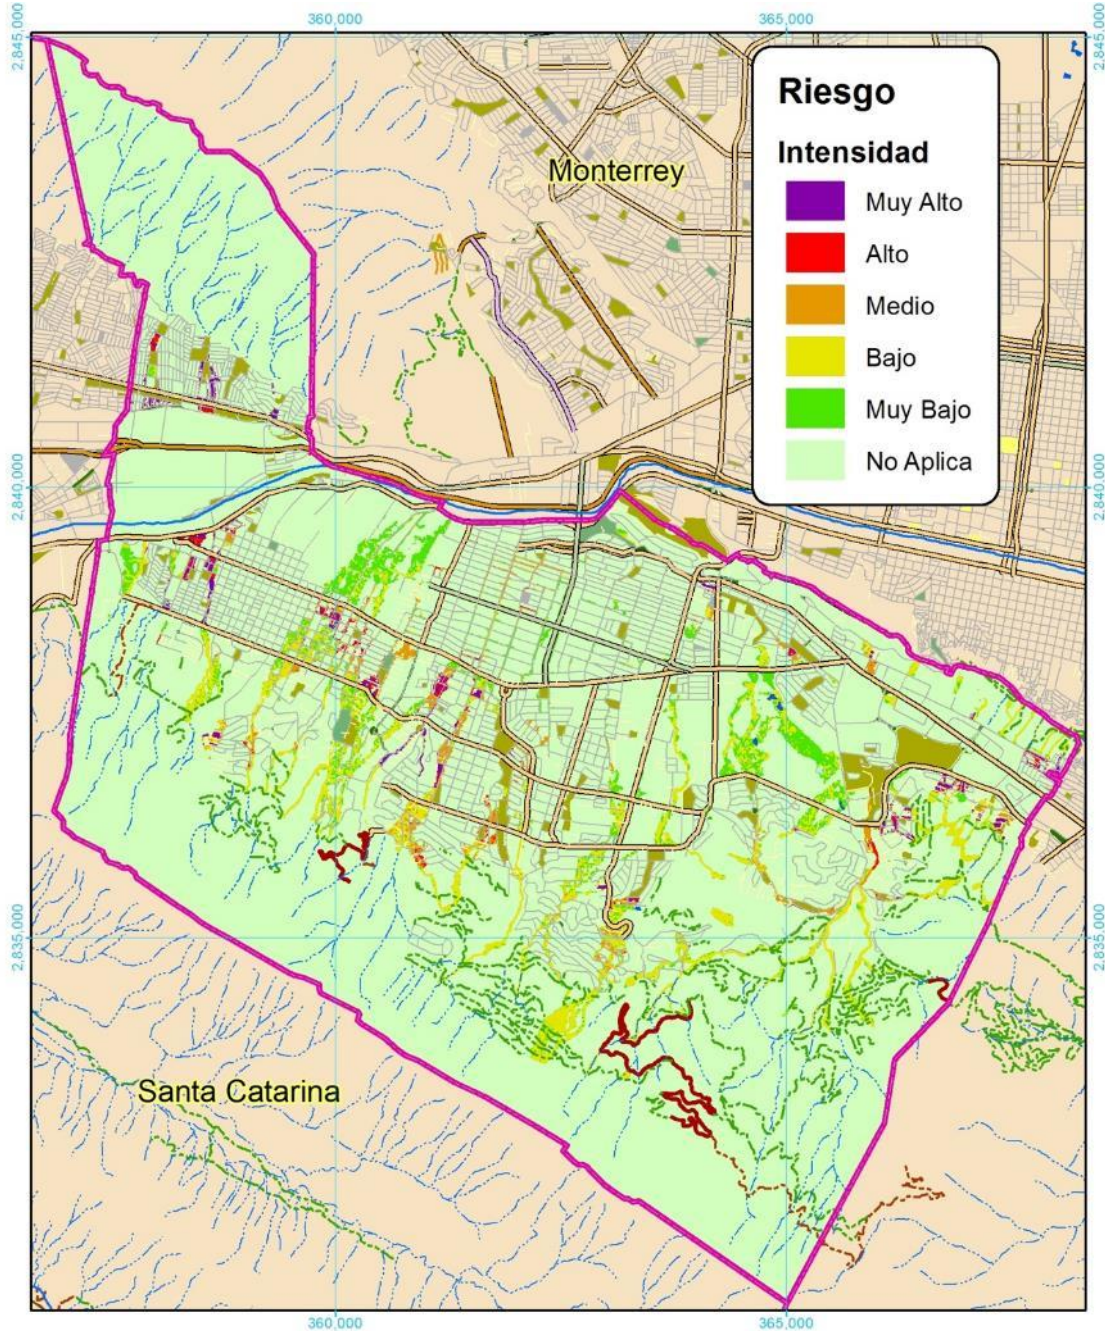 360,000
365,000
2,845,000
2,845,000
Riesgo
Intensidad
Muy Alto
Alto
Medio
Bajo
Muy Bajo
No Aplica
Monterrey
2,840,000
2,840,000
2,835,000
2,835,000
Santa Catarina
360,000
365,000